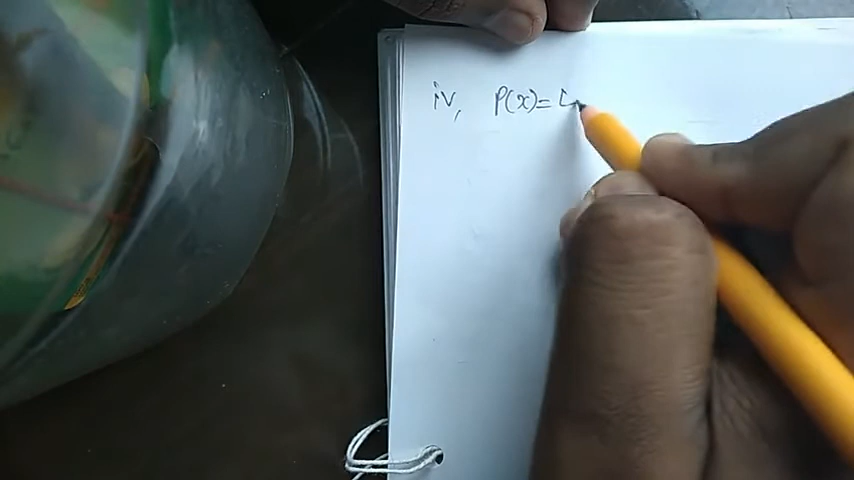 iv, P(x)=